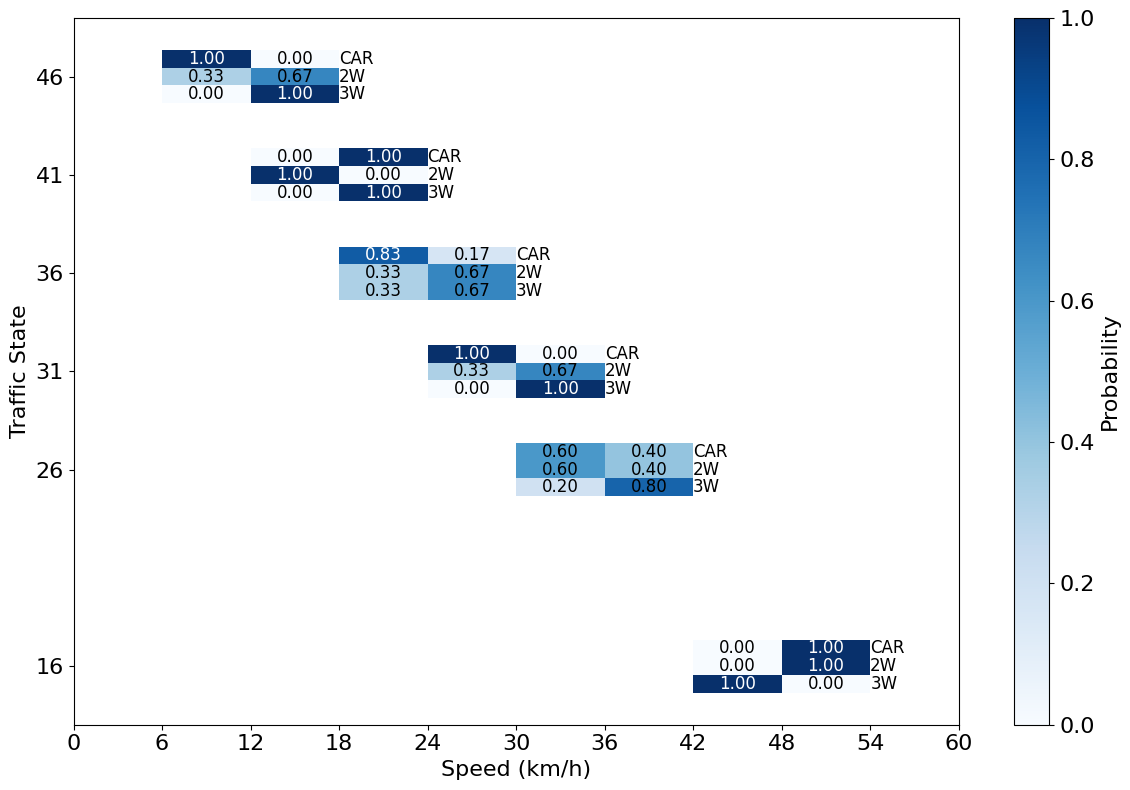 46
1.00 0.00 CAR
0.33 0.67 2W
0.00 1.00 3W
41
0.00 1.00 CAR
1.00 0.00 2W
0.00 1.00 3W
36
0.83 0.17 CAR
0.33 0.67 2W
0.33 0.67 3W
31
1.00 0.00 CAR
0.33 0.67 2W
0.00 1.00 3W
26
0.60 0.40 CAR
0.60 0.40 2W
0.20 0.80 3W
16
0.00 1.00 CAR
0.00 1.00 2W
1.00 0.00 3W
Traffic State
0 6 12 18 24 30 36 42 48 54 60
Speed (km/h)
1.0
0.8
0.6
0.4
0.2
0.0
Probability